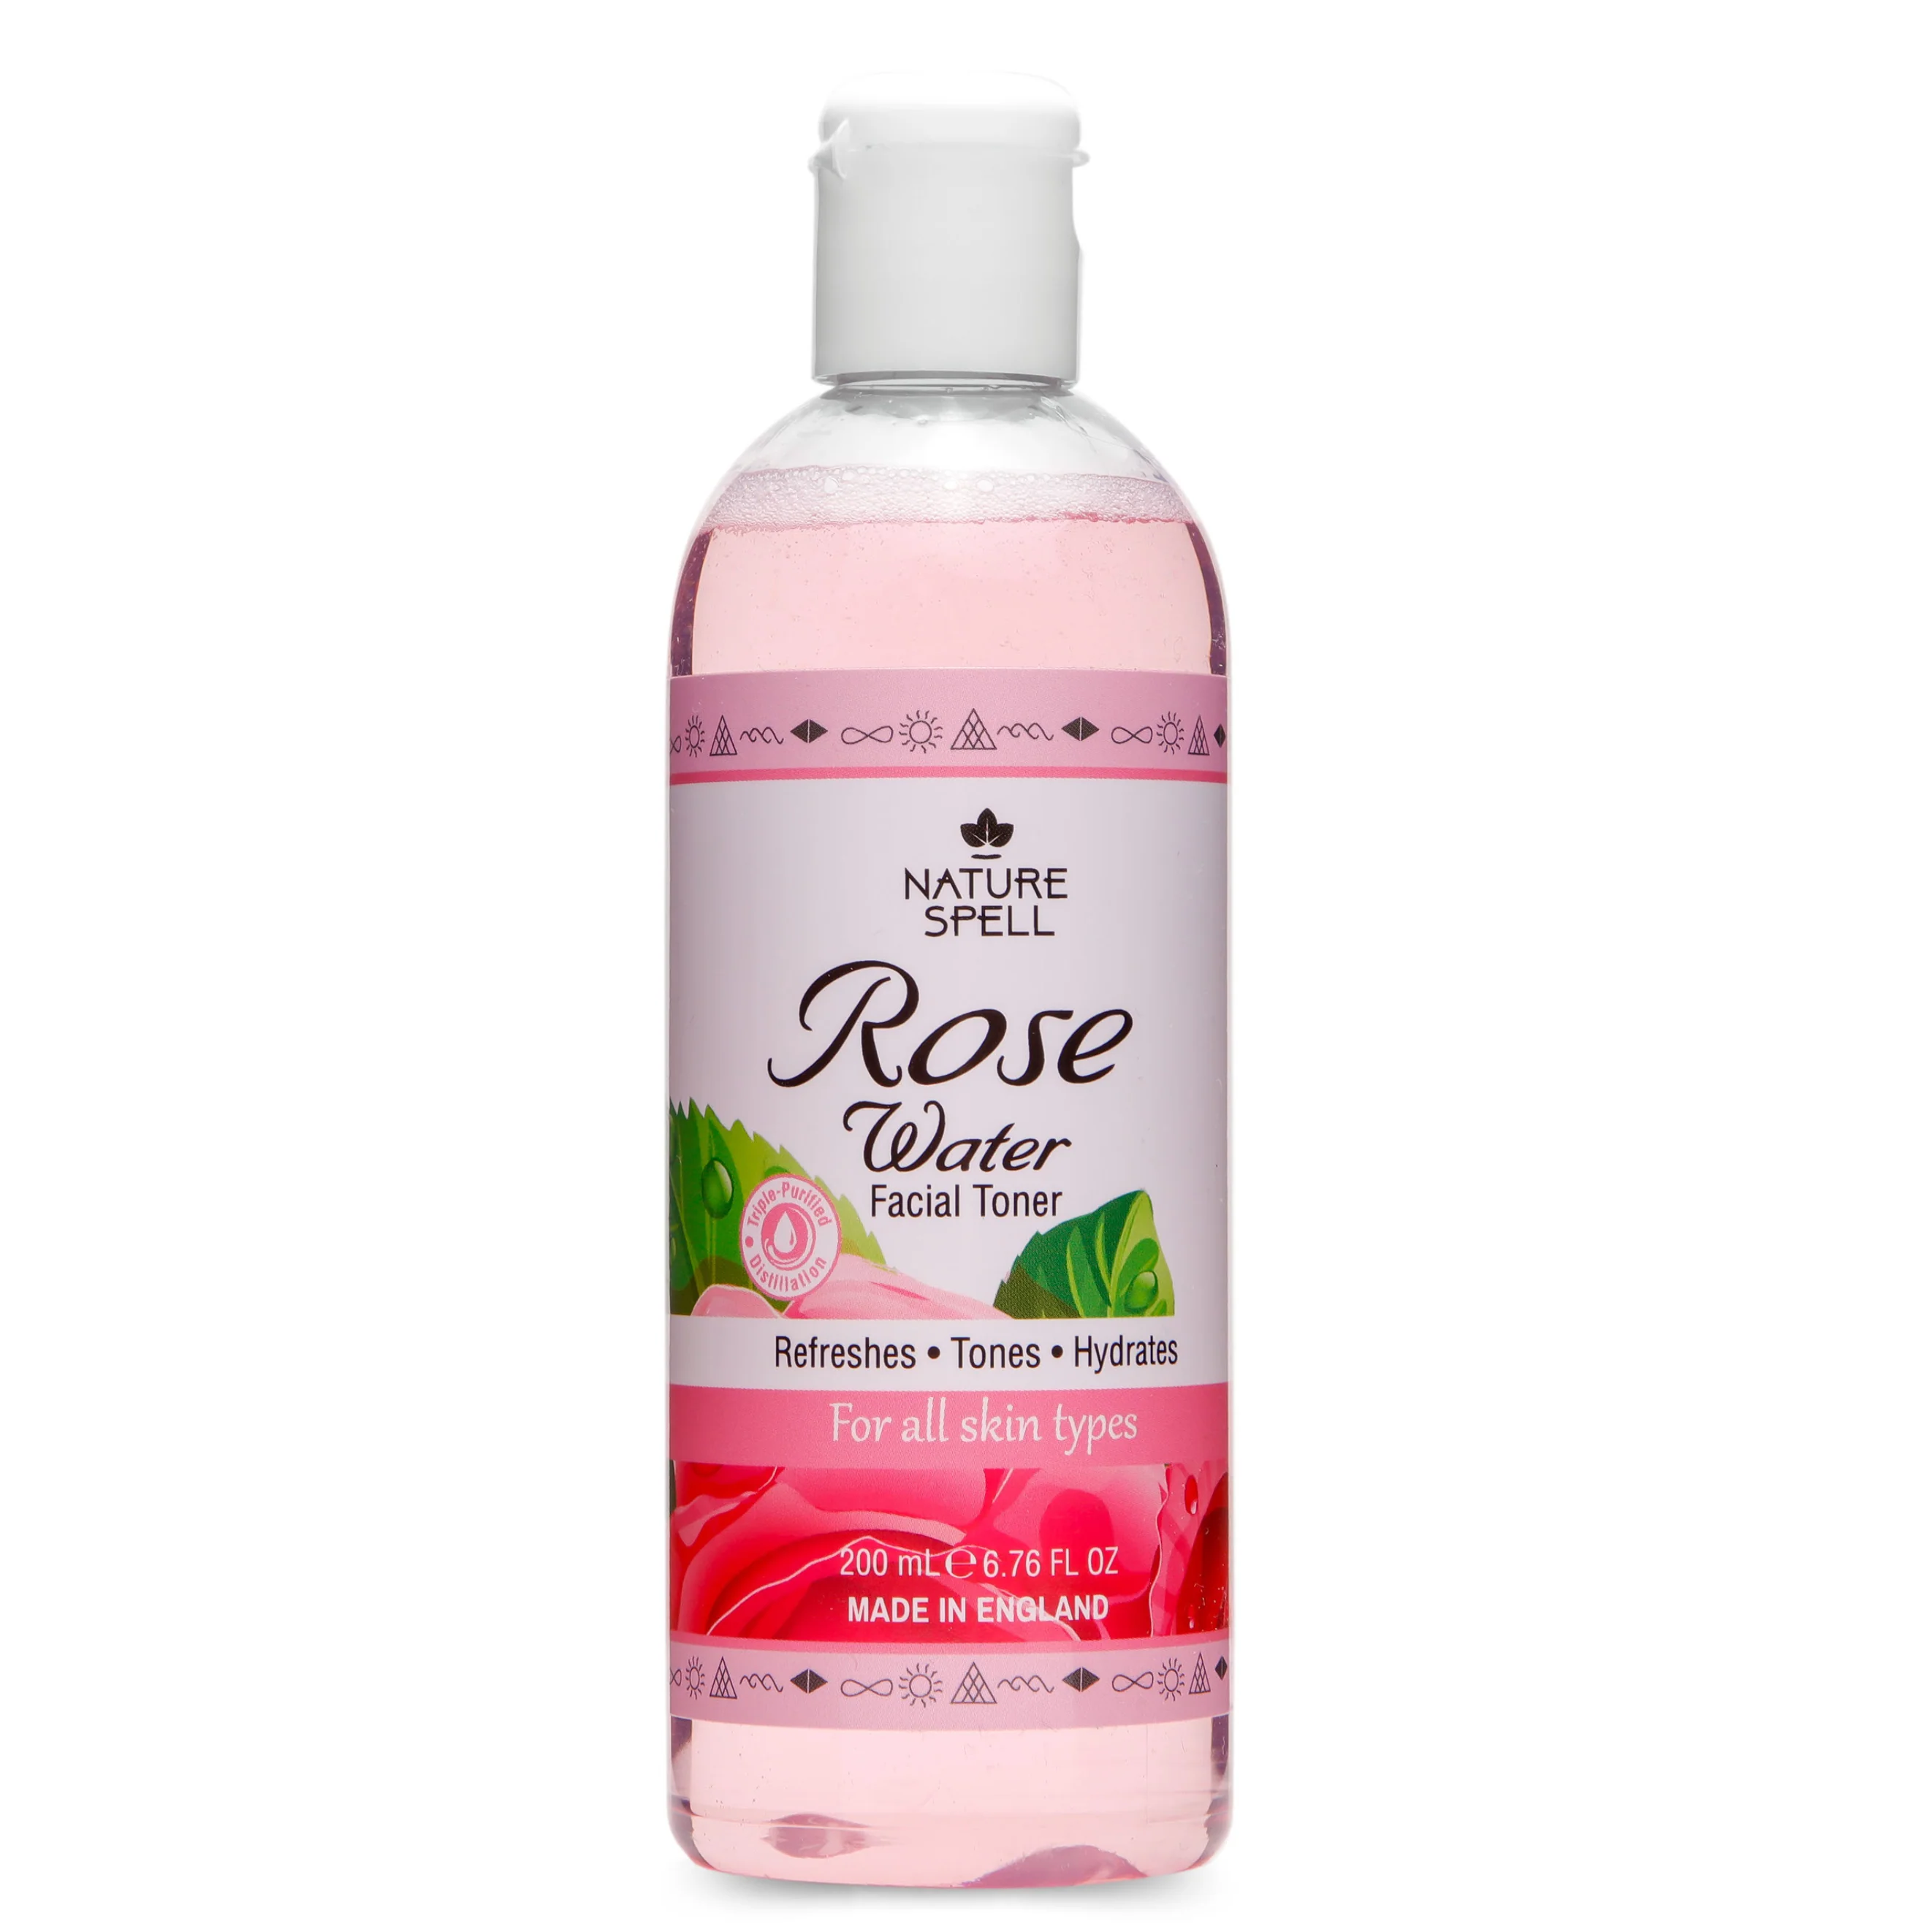 NATURE
SPELL
Rose
Water
Facial Toner
Triple-Purified
Distillation
Refreshes • Tones • Hydrates
For all skin types
200 mL ℮ 6.76 FL OZ
MADE IN ENGLAND